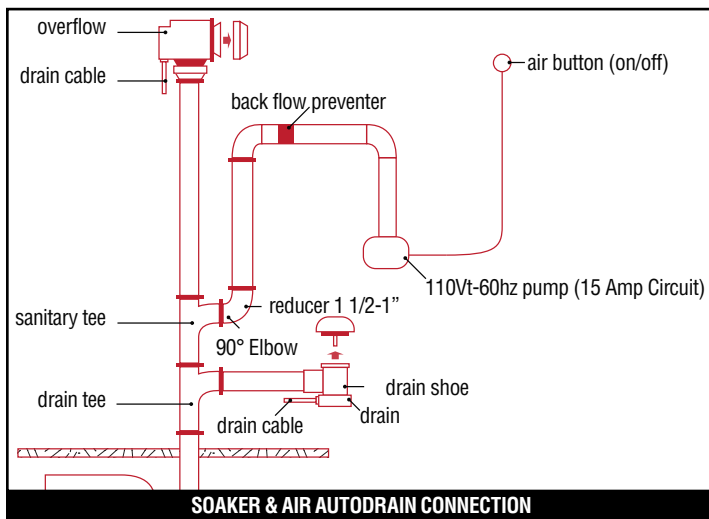 overflow
drain cable
back flow preventer
air button (on/off)
110Vt-60hz pump (15 Amp Circuit)
sanitary tee
reducer 1 1/2-1”
90° Elbow
drain tee
drain shoe
drain cable
drain
SOAKER & AIR AUTODRAIN CONNECTION